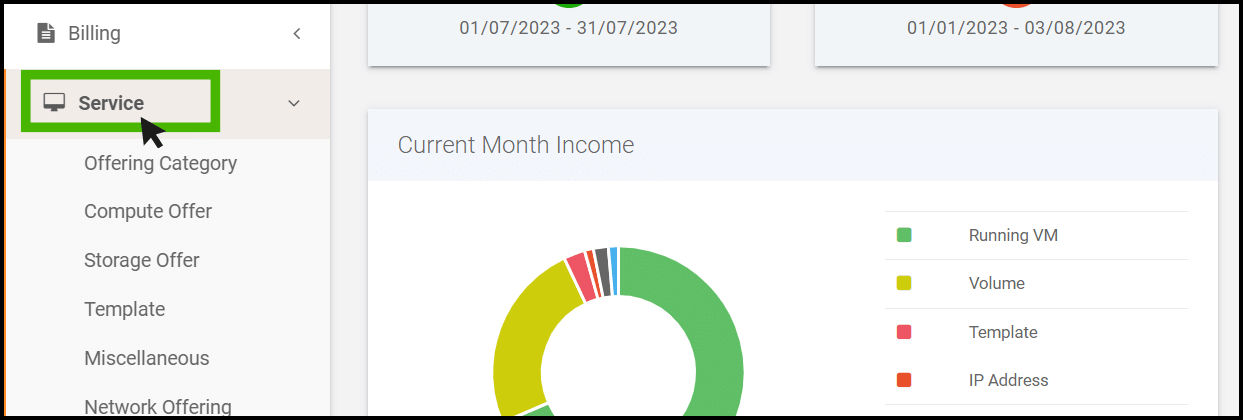 Billing
Service
Offering Category
Compute Offer
Storage Offer
Template
Miscellaneous
Network Offering
01/07/2023 - 31/07/2023
01/01/2023 - 03/08/2023
Current Month Income
Running VM
Volume
Template
IP Address